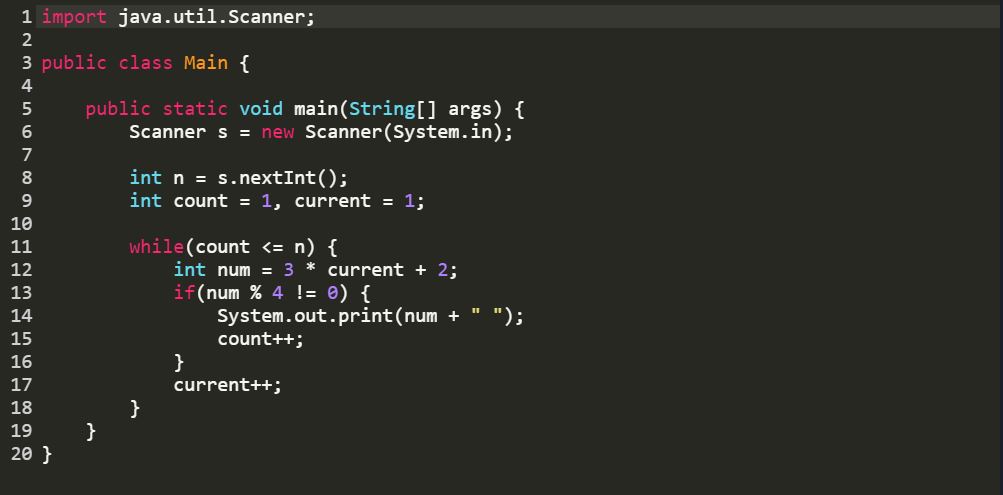 1 import java.util.Scanner;
2
3 public class Main {
4
5     public static void main(String[] args) {
6         Scanner s = new Scanner(System.in);
7
8         int n = s.nextInt();
9         int count = 1, current = 1;
10
11         while(count <= n) {
12             int num = 3 * current + 2;
13             if(num % 4 != 0) {
14                 System.out.print(num + " ");
15                 count++;
16             }
17             current++;
18         }
19     }
20 }